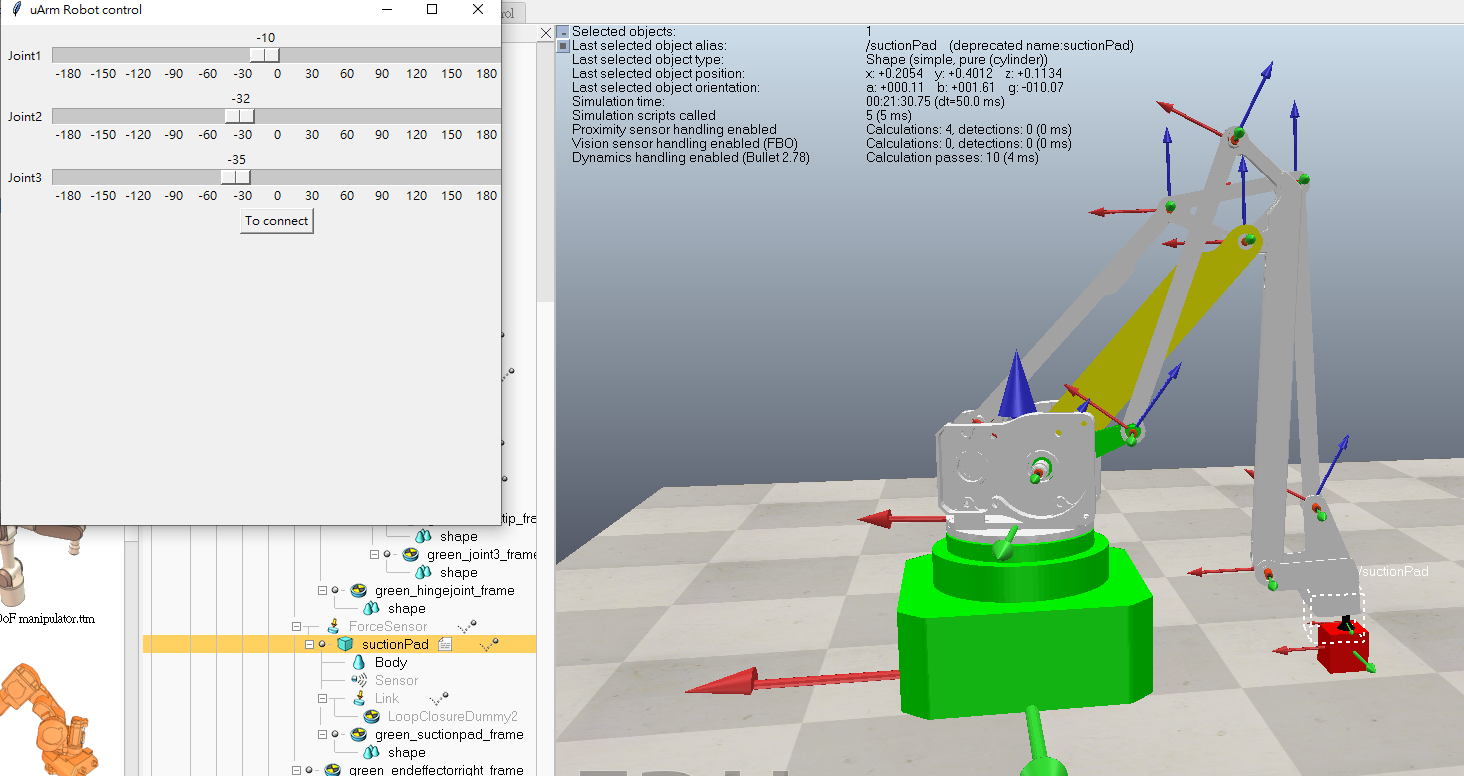 uArm Robot control
rol
-10
Joint1
-180 -150 -120 -90 -60 -30 0 30 60 90 120 150 180
-32
Joint2
-180 -150 -120 -90 -60 -30 0 30 60 90 120 150 180
-35
Joint3
-180 -150 -120 -90 -60 -30 0 30 60 90 120 150 180
To connect
Selected objects: 1
Last selected object alias: /suctionPad (deprecated name:suctionPad)
Last selected object type: Shape (simple, pure (cylinder))
Last selected object position: x: +0.2054 y: +0.4012 z: +0.1134
Last selected object orientation: a: +000.11 b: +001.61 g: -010.07
Simulation time: 00:21:30.75 (dt=50.0 ms)
Simulation scripts called 5 (5 ms)
Proximity sensor handling enabled Calculations: 4, detections: 0 (0 ms)
Vision sensor handling enabled (FBO) Calculations: 0, detections: 0 (0 ms)
Dynamics handling enabled (Bullet 2.78) Calculation passes: 10 (4 ms)
tip_fra
shape
green_joint3_frame
shape
green_hingejoint_frame
shape
ForceSensor
suctionPad
Body
Sensor
Link
LoopClosureDummy2
green_suctionpad_frame
shape
green_endeffectorright_frame
DoF manipulator.ttm
/suctionPad